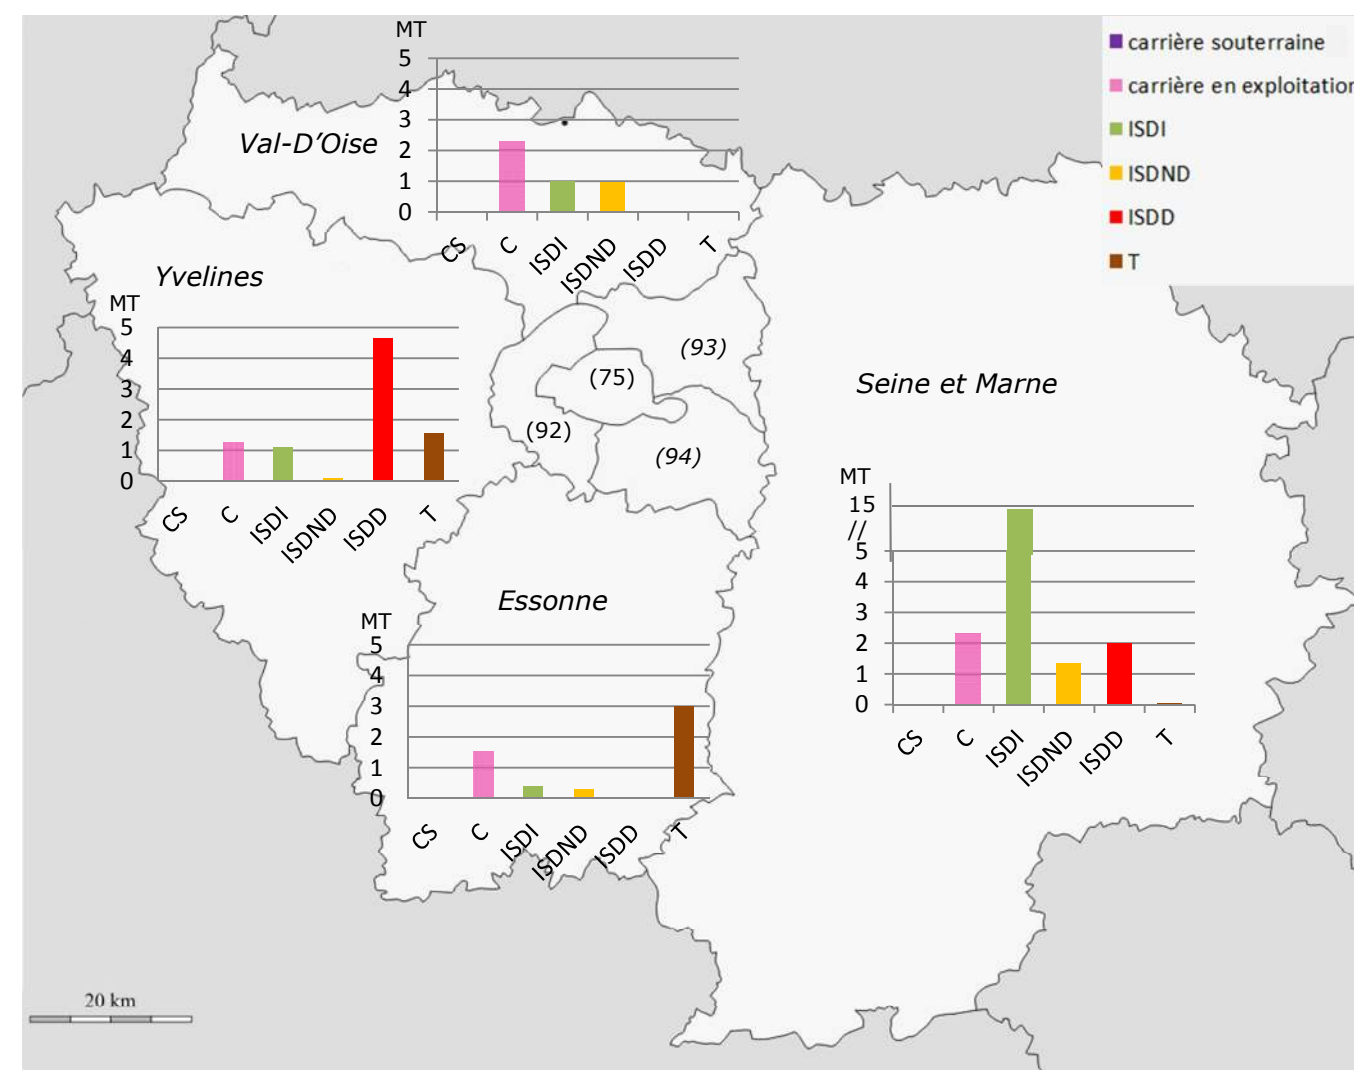 MT
5
4
3
2
1
0
CS
C
ISDI
ISDND
ISDD
T
Val-D’Oise
carrière souterraine
carrière en exploitation
ISDI
ISDND
ISDD
T
Yvelines
MT
5
4
3
2
1
0
CS
C
ISDI
ISDND
ISDD
T
(93)
(75)
(92)
(94)
Seine et Marne
MT
15
//
5
4
3
2
1
0
CS
C
ISDI
ISDND
ISDD
T
Essonne
MT
5
4
3
2
1
0
CS
C
ISDI
ISDND
ISDD
T
20 km